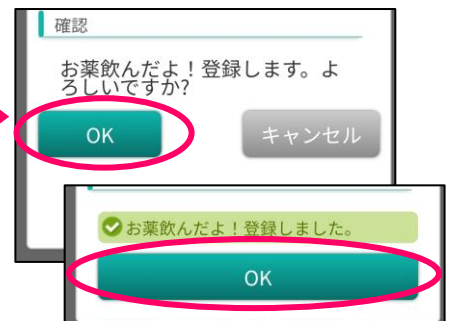 確認
お薬飲んだよ！登録します。よ
ろしいですか?
OK
キャンセル
お薬飲んだよ！登録しました。
OK